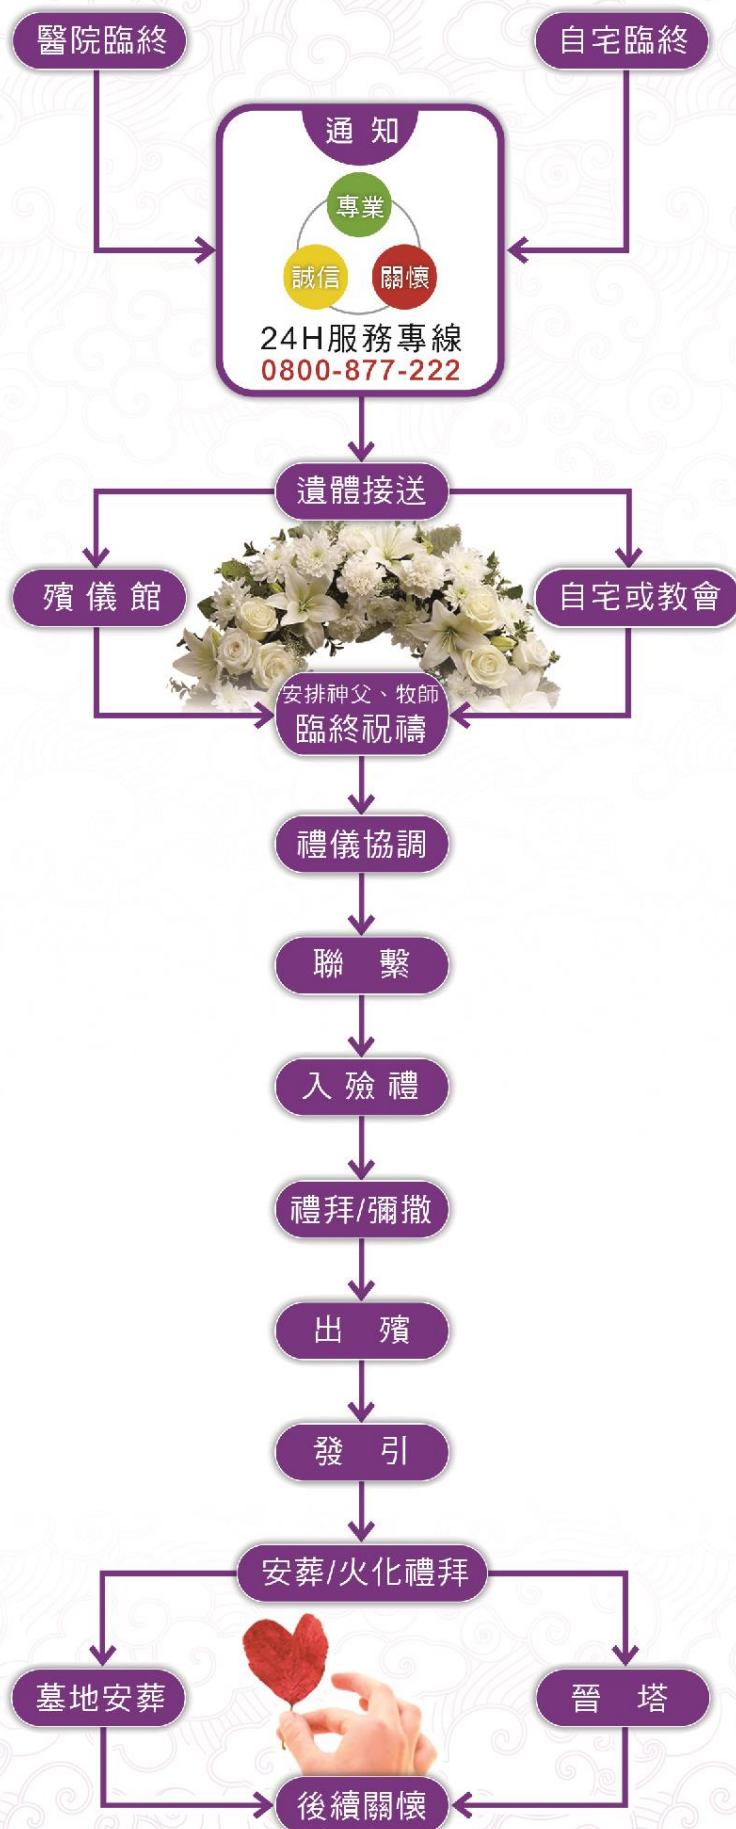 醫院臨終
自宅臨終
通知
專業
誠信
關懷
24H服務專線
0800-877-222
遺體接送
殯儀館
自宅或教會
安排神父、牧師
臨終祝禱
禮儀協調
聯繫
入殮禮
禮拜/彌撒
出殯
發引
安葬/火化禮拜
墓地安葬
晉塔
後續關懷